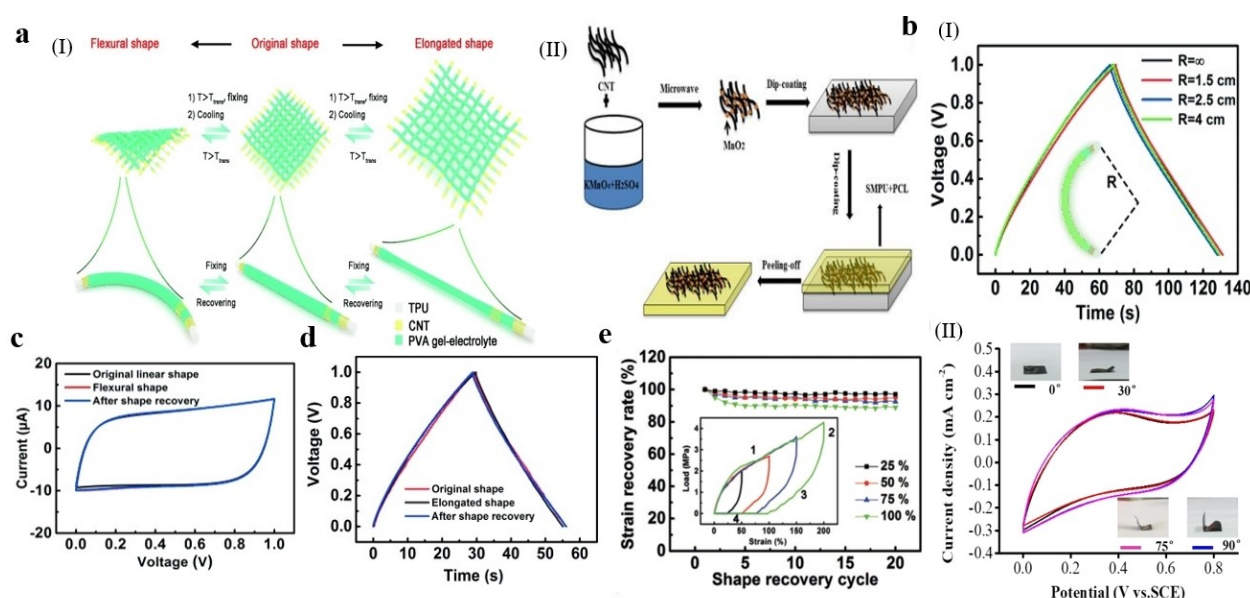 a
(I)
Flexural shape
Original shape
Elongated shape
1) T>Ttrans, fixing
2) Cooling
T>TTrans
1) T>Ttrans, fixing
2) Cooling
T>TTrans
Fixing
Recovering
Fixing
Recovering
TPU
CNT
PVA gel-electrolyte
(II)
CNT
Microwave
MnO2
Dip-coating
KMnO4+H2SO4
Dip-coating
SMPU+PCL
Peeling-off
b
(I)
R=∞
R=1.5 cm
R=2.5 cm
R=4 cm
R
Voltage (V)
1.0
0.8
0.6
0.4
0.2
0.0
0 20 40 60 80 100 120 140
Time (s)
c
Original linear shape
Flexural shape
After shape recovery
Current (μA)
20
10
0
-10
-20
0.0 0.2 0.4 0.6 0.8 1.0
Voltage (V)
d
Original shape
Elongated shape
After shape recovery
Voltage (V)
1.0
0.8
0.6
0.4
0.2
0.0
0 10 20 30 40 50 60
Time (s)
e
Strain recovery rate (%)
120
100
80
60
40
20
0
0 5 10 15 20
Shape recovery cycle
25 %
50 %
75 %
100 %
Load (MPa)
4
3
2
1
0
0 50 100 150 200
Strain (%)
1
2
3
4
(II)
0°
30°
75°
90°
Current density (mA cm-2)
0.4
0.3
0.2
0.1
0.0
-0.1
-0.2
-0.3
-0.4
0.0 0.2 0.4 0.6 0.8
Potential (V vs.SCE)